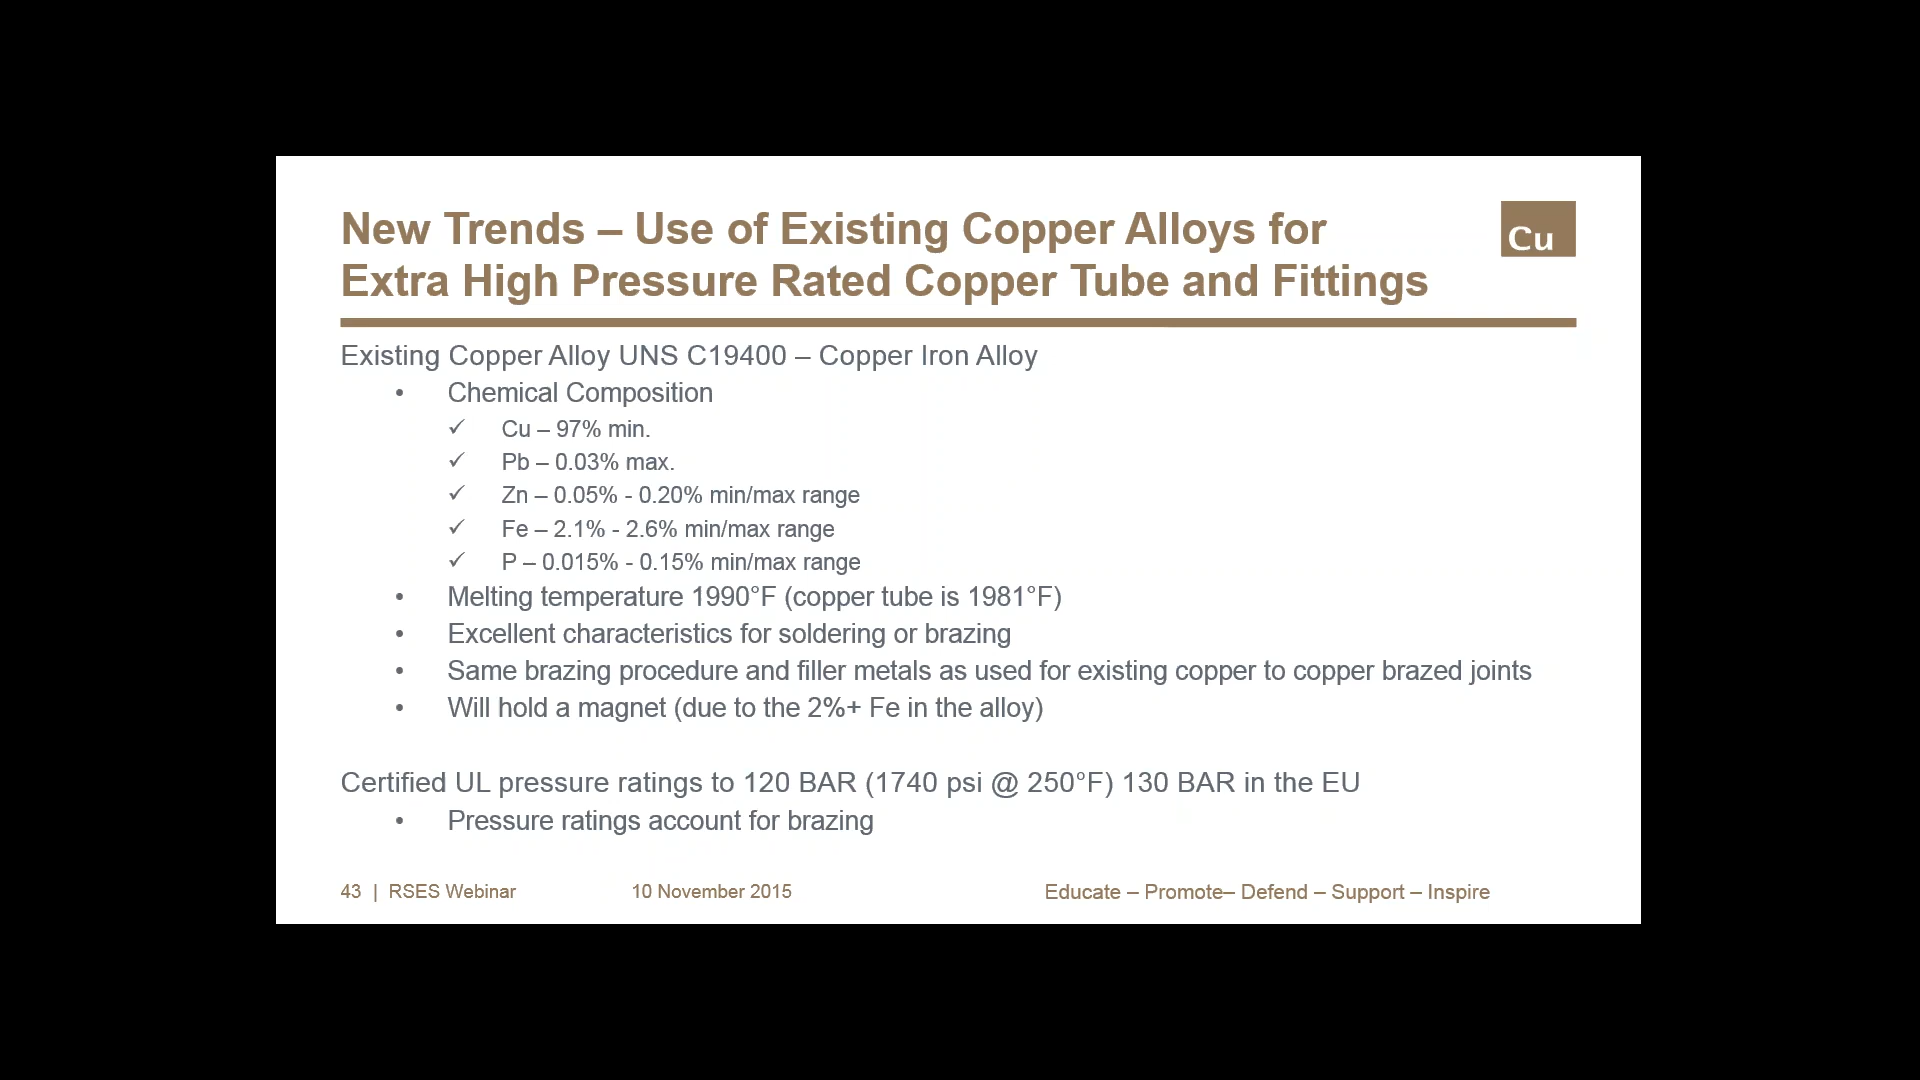 New Trends – Use of Existing Copper Alloys for
Extra High Pressure Rated Copper Tube and Fittings
Cu
Existing Copper Alloy UNS C19400 – Copper Iron Alloy
• Chemical Composition
✓ Cu – 97% min.
✓ Pb – 0.03% max.
✓ Zn – 0.05% - 0.20% min/max range
✓ Fe – 2.1% - 2.6% min/max range
✓ P – 0.015% - 0.15% min/max range
• Melting temperature 1990°F (copper tube is 1981°F)
• Excellent characteristics for soldering or brazing
• Same brazing procedure and filler metals as used for existing copper to copper brazed joints
• Will hold a magnet (due to the 2%+ Fe in the alloy)
Certified UL pressure ratings to 120 BAR (1740 psi @ 250°F) 130 BAR in the EU
• Pressure ratings account for brazing
43 | RSES Webinar 10 November 2015 Educate – Promote– Defend – Support – Inspire